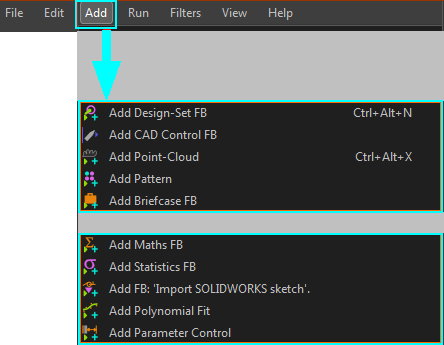 File Edit Add Run Filters View Help
Add Design-Set FB Ctrl+Alt+N
Add CAD Control FB
Add Point-Cloud Ctrl+Alt+X
Add Pattern
Add Briefcase FB
Add Maths FB
Add Statistics FB
Add FB: 'Import SOLIDWORKS sketch'.
Add Polynomial Fit
Add Parameter Control